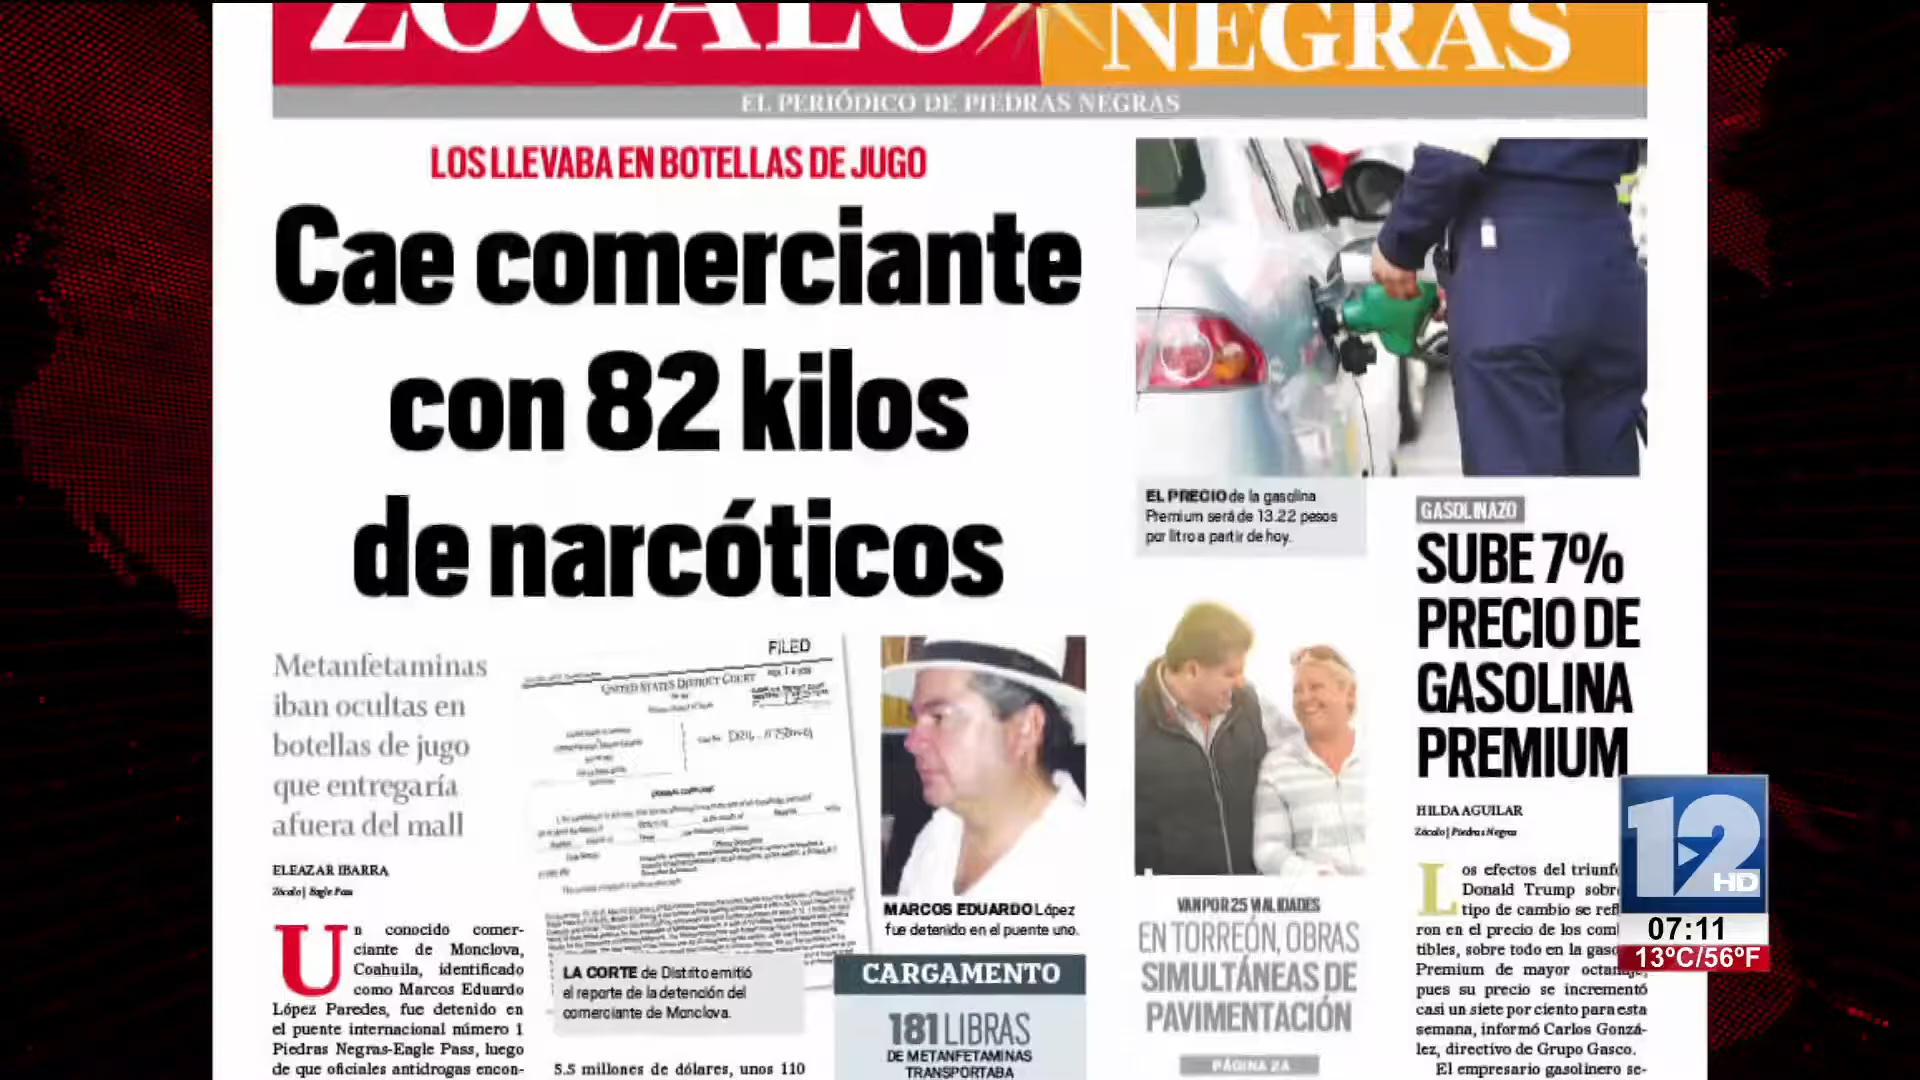 ZÓCALO
NEGRAS
EL PERIÓDICO DE PIEDRAS NEGRAS
LOS LLEVABA EN BOTELLAS DE JUGO
Cae comerciante
con 82 kilos
de narcóticos
Metanfetaminas
iban ocultas en
botellas de jugo
que entregaría
afuera del mall
ELEAZAR IBARRA
Zócalo | Eagle Pass
Un conocido comer-
ciante de Monclova,
Coahuila, identificado
como Marcos Eduardo
López Paredes, fue detenido en
el puente internacional número 1
Piedras Negras-Eagle Pass, luego
de que oficiales antidrogas encon-
FILED
UNITED STATES DISTRICT COURT
LA CORTE de Distrito emitió
el reporte de la detención del
comerciante de Monclova.
5.5 millones de dólares, unos 110
MARCOS EDUARDO López
fue detenido en el puente uno.
CARGAMENTO
181 LIBRAS
DE METANFETAMINAS
TRANSPORTABA
EL PRECIO de la gasolina
Premium será de 13.22 pesos
por litro a partir de hoy.
VAN POR 25 VIALIDADES
EN TORREÓN, OBRAS
SIMULTÁNEAS DE
PAVIMENTACIÓN
PÁGINA 2A
GASOLINAZO
SUBE 7%
PRECIO DE
GASOLINA
PREMIUM
HILDA AGUILAR
Zócalo | Piedras Negras
Los efectos del triunf
Donald Trump sobr
tipo de cambio se refl
ron en el precio de los com
tibles, sobre todo en la gaso
Premium de mayor octanaje,
pues su precio se incrementó
casi un siete por ciento para esta
semana, informó Carlos Gonzá-
lez, directivo de Grupo Gasco.
El empresario gasolinero se-
12
HD
07:11
13ºC/56ºF